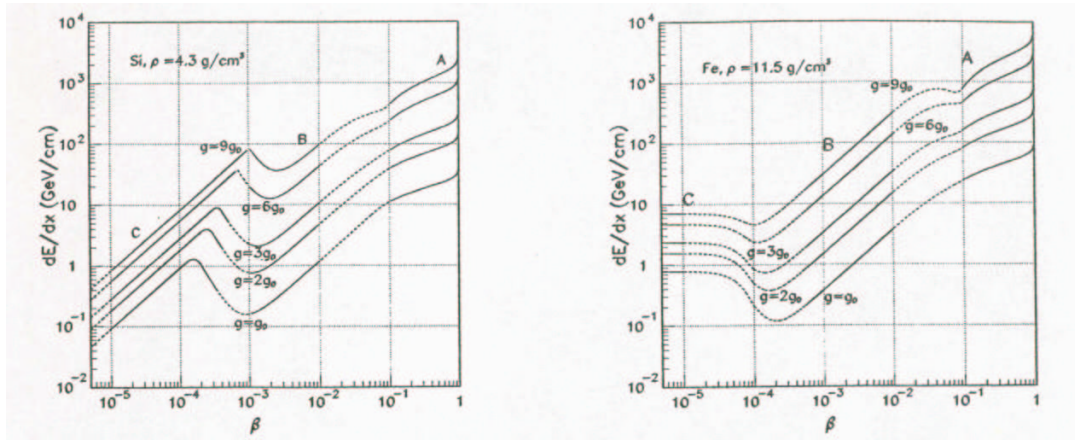 10⁴
10³
10²
10
1
10⁻¹
10⁻²
dE/dx (GeV/cm)
Si, ρ =4.3 g/cm³
A
B
C
g=9g₀
g=6g₀
g=3g₀
g=2g₀
g=g₀
10⁻⁵
10⁻⁴
10⁻³
10⁻²
10⁻¹
1
β
10⁴
10³
10²
10
1
10⁻¹
10⁻²
dE/dx (GeV/cm)
Fe, ρ =11.5 g/cm³
A
g=9g₀
g=6g₀
B
C
g=3g₀
g=2g₀
g=g₀
10⁻⁵
10⁻⁴
10⁻³
10⁻²
10⁻¹
1
β